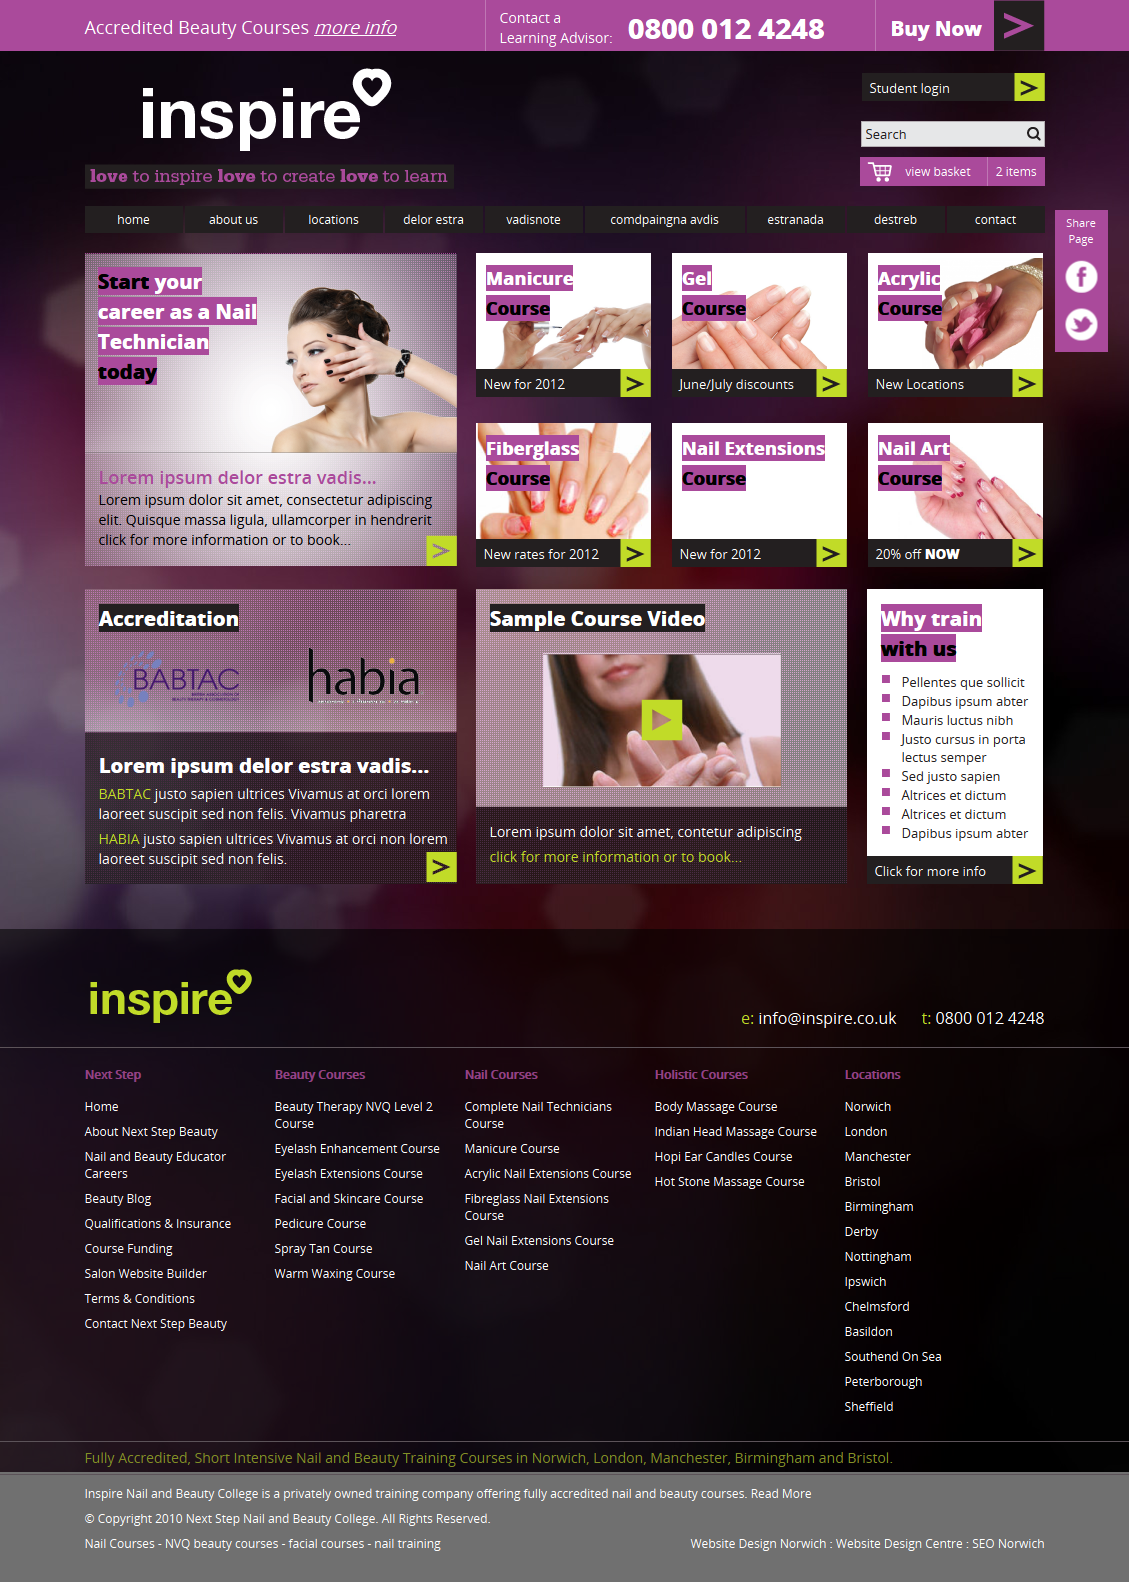 Accredited Beauty Courses more info
Contact a
Learning Advisor:
0800 012 4248
Buy Now
inspire
Student login
Search
view basket
2 items
love to inspire love to create love to learn
home
about us
locations
delor estra
vadisnote
comdpaingna avdis
estranada
destreb
contact
Share
Page
Start your
career as a Nail
Technician
today
Lorem ipsum delor estra vadis...
Lorem ipsum dolor sit amet, consectetur adipiscing
elit. Quisque massa ligula, ullamcorper in hendrerit
click for more information or to book...
Manicure
Course
New for 2012
Gel
Course
June/July discounts
Acrylic
Course
New Locations
Fiberglass
Course
New rates for 2012
Nail Extensions
Course
New for 2012
Nail Art
Course
20% off NOW
Accreditation
BABTAC
habia
Lorem ipsum delor estra vadis...
BABTAC justo sapien ultrices Vivamus at orci lorem
laoreet suscipit sed non felis. Vivamus pharetra
HABIA justo sapien ultrices Vivamus at orci non lorem
laoreet suscipit sed non felis.
Sample Course Video
Lorem ipsum dolor sit amet, contetur adipiscing
click for more information or to book...
Why train
with us
Pellentes que sollicit
Dapibus ipsum abter
Mauris luctus nibh
Justo cursus in porta
lectus semper
Sed justo sapien
Altrices et dictum
Altrices et dictum
Dapibus ipsum abter
Click for more info
inspire
e: info@inspire.co.uk
t: 0800 012 4248
Next Step
Home
About Next Step Beauty
Nail and Beauty Educator
Careers
Beauty Blog
Qualifications & Insurance
Course Funding
Salon Website Builder
Terms & Conditions
Contact Next Step Beauty
Beauty Courses
Beauty Therapy NVQ Level 2
Course
Eyelash Enhancement Course
Eyelash Extensions Course
Facial and Skincare Course
Pedicure Course
Spray Tan Course
Warm Waxing Course
Nail Courses
Complete Nail Technicians
Course
Manicure Course
Acrylic Nail Extensions Course
Fibreglass Nail Extensions
Course
Gel Nail Extensions Course
Nail Art Course
Holistic Courses
Body Massage Course
Indian Head Massage Course
Hopi Ear Candles Course
Hot Stone Massage Course
Locations
Norwich
London
Manchester
Bristol
Birmingham
Derby
Nottingham
Ipswich
Chelmsford
Basildon
Southend On Sea
Peterborough
Sheffield
Fully Accredited, Short Intensive Nail and Beauty Training Courses in Norwich, London, Manchester, Birmingham and Bristol.
Inspire Nail and Beauty College is a privately owned training company offering fully accredited nail and beauty courses. Read More
© Copyright 2010 Next Step Nail and Beauty College. All Rights Reserved.
Nail Courses - NVQ beauty courses - facial courses - nail training
Website Design Norwich : Website Design Centre : SEO Norwich